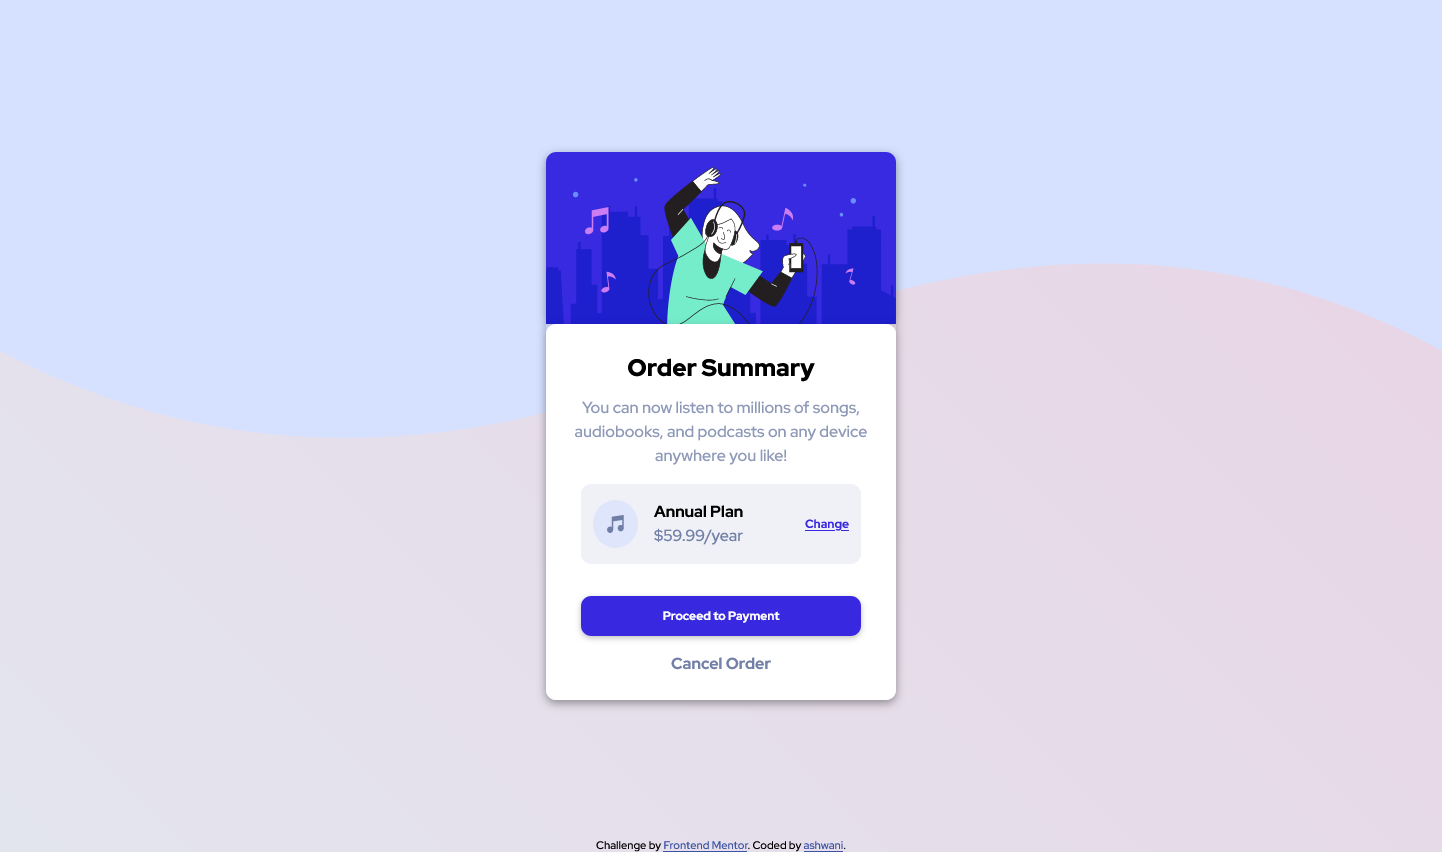 Order Summary
You can now listen to millions of songs,
audiobooks, and podcasts on any device
anywhere you like!
Annual Plan
$59.99/year
Change
Proceed to Payment
Cancel Order
Challenge by Frontend Mentor. Coded by ashwani.